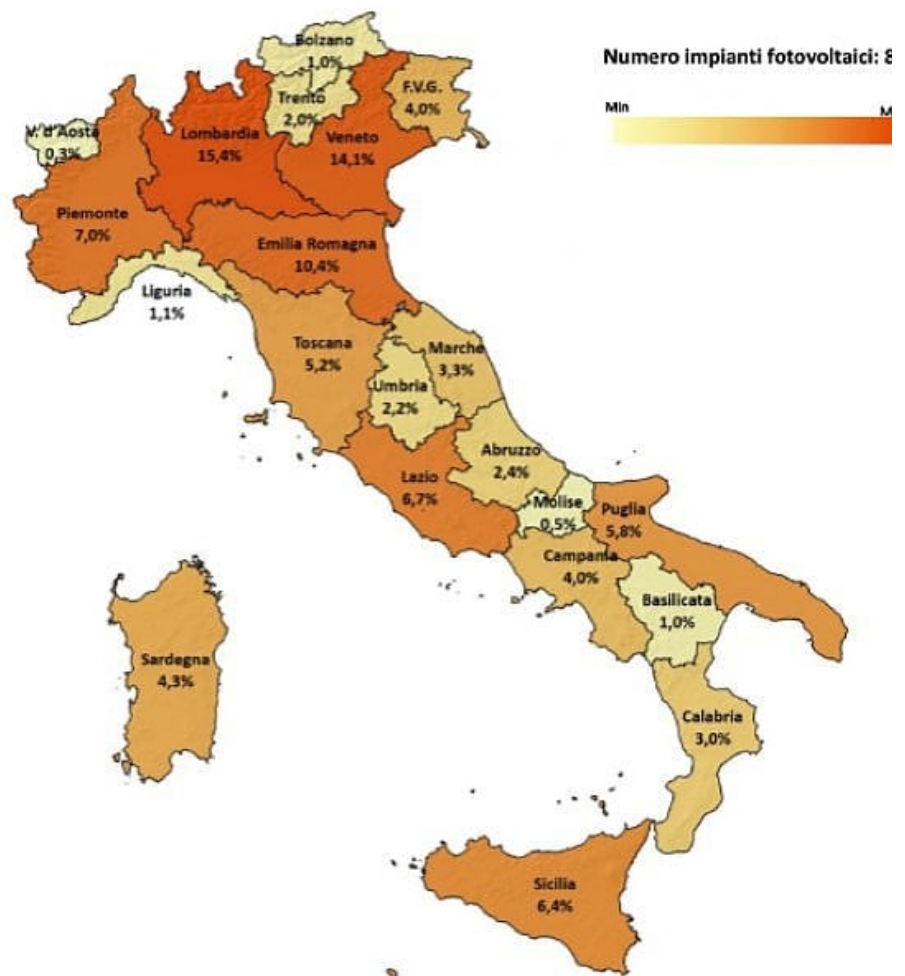 Numero impianti fotovoltaici: 8
Min
M
Bolzano
1,0%
Trento
2,0%
F.V.G.
4,0%
V. d'Aosta
0,3%
Lombardia
15,4%
Veneto
14,1%
Piemonte
7,0%
Emilia Romagna
10,4%
Liguria
1,1%
Toscana
5,2%
Marche
3,3%
Umbria
2,2%
Abruzzo
2,4%
Lazio
6,7%
Molise
0,5%
Puglia
5,8%
Campania
4,0%
Basilicata
1,0%
Sardegna
4,3%
Calabria
3,0%
Sicilia
6,4%